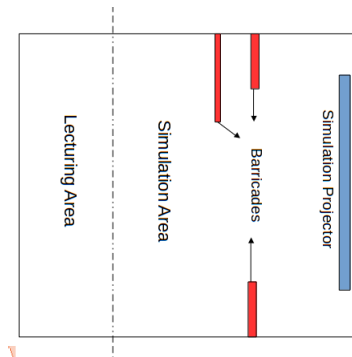 Lecturing Area
Simulation Area
Barricades
Simulation Projector